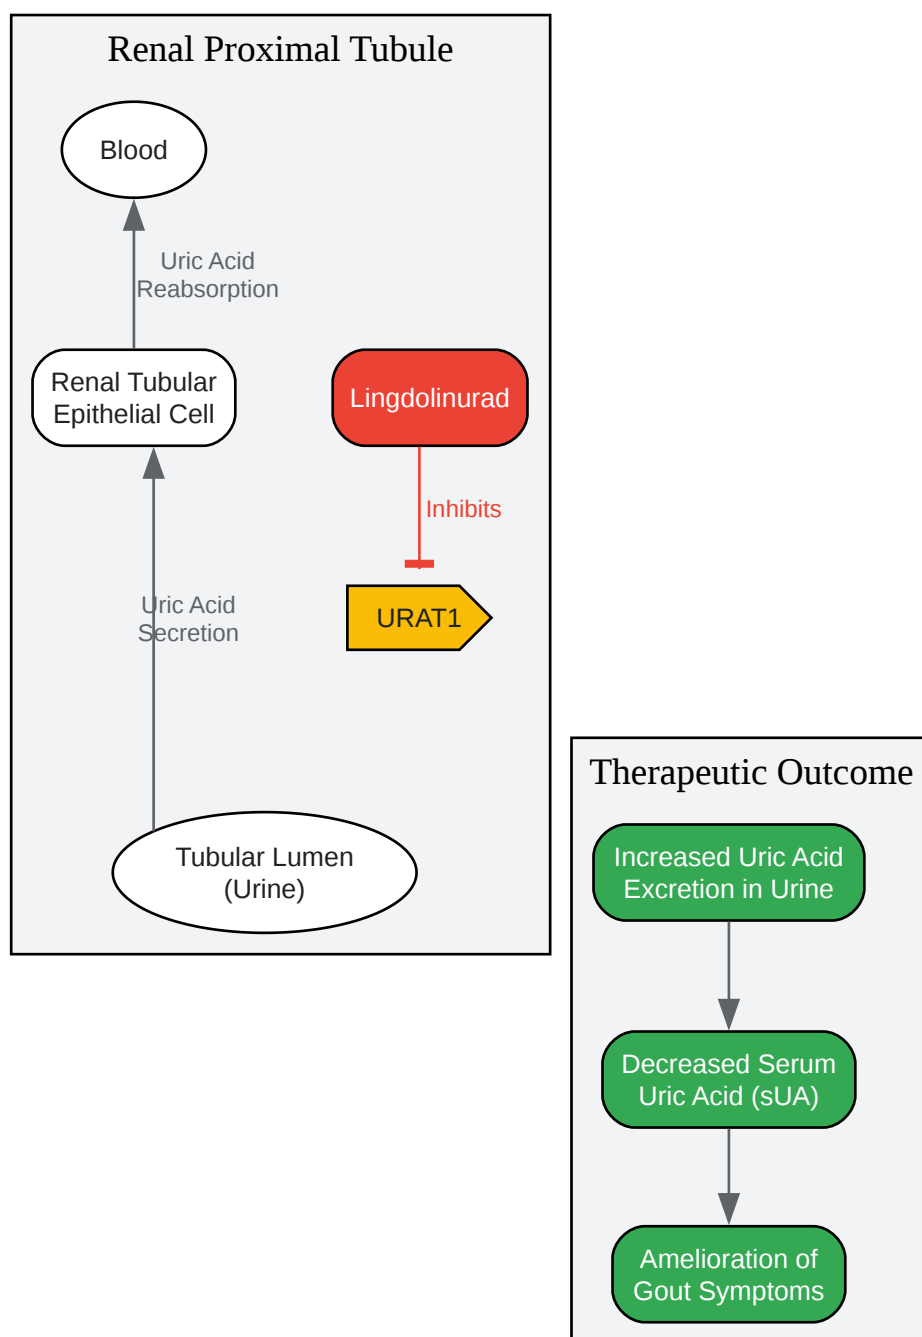 Renal Proximal Tubule
Blood
Uric Acid
Reabsorption
Renal Tubular
Epithelial Cell
Lingdolinurad
Inhibits
Uric Acid
Secretion
URAT1
Tubular Lumen
(Urine)
Therapeutic Outcome
Increased Uric Acid
Excretion in Urine
Decreased Serum
Uric Acid (sUA)
Amelioration of
Gout Symptoms